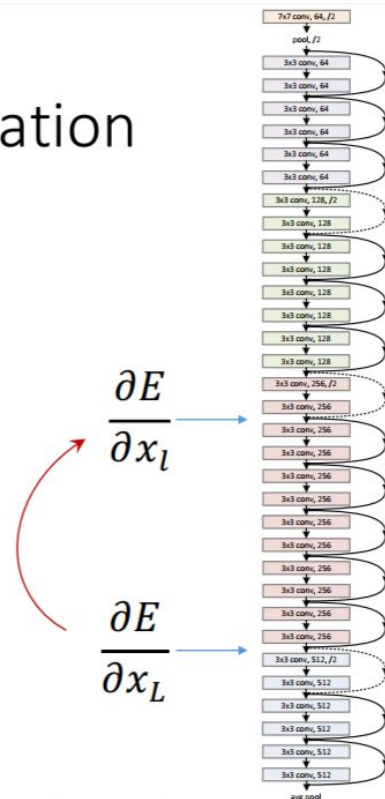 ation
∂E
∂x_l
∂E
∂x_L
7x7 conv, 64, /2
pool, /2
3x3 conv, 64
3x3 conv, 64
3x3 conv, 64
3x3 conv, 64
3x3 conv, 64
3x3 conv, 64
3x3 conv, 128, /2
3x3 conv, 128
3x3 conv, 128
3x3 conv, 128
3x3 conv, 128
3x3 conv, 128
3x3 conv, 128
3x3 conv, 128
3x3 conv, 256, /2
3x3 conv, 256
3x3 conv, 256
3x3 conv, 256
3x3 conv, 256
3x3 conv, 256
3x3 conv, 256
3x3 conv, 256
3x3 conv, 256
3x3 conv, 256
3x3 conv, 256
3x3 conv, 256
3x3 conv, 512, /2
3x3 conv, 512
3x3 conv, 512
3x3 conv, 512
3x3 conv, 512
3x3 conv, 512
avg pool